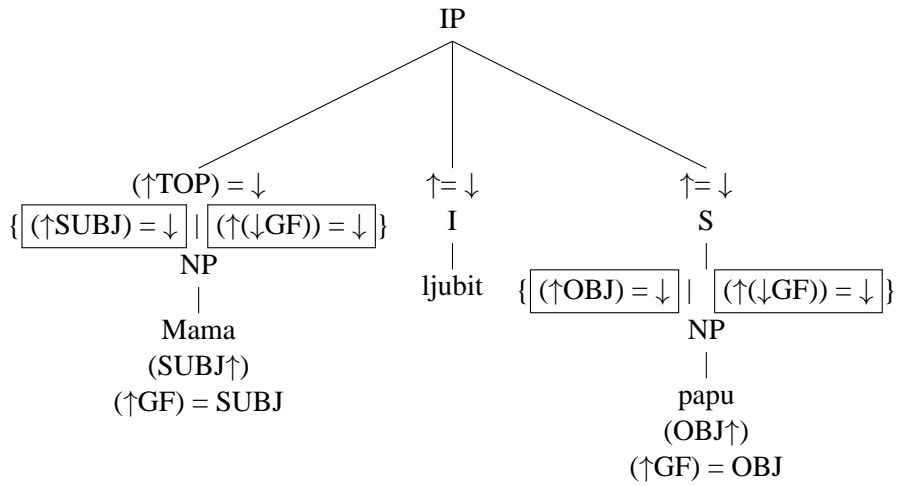 IP
(↑TOP) = ↓ ↑= ↓ ↑= ↓
{ (↑SUBJ) = ↓ | (↑(↓GF)) = ↓ } I S
NP ljubit { (↑OBJ) = ↓ | (↑(↓GF)) = ↓ }
Mama NP
(SUBJ↑)
(↑GF) = SUBJ papu
(OBJ↑)
(↑GF) = OBJ